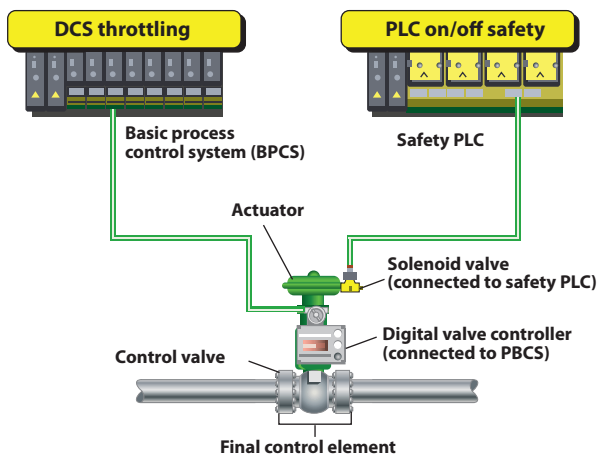 DCS throttling
PLC on/off safety
Basic process
control system (BPCS)
Safety PLC
Actuator
Solenoid valve
(connected to safety PLC)
Digital valve controller
(connected to PBCS)
Control valve
Final control element